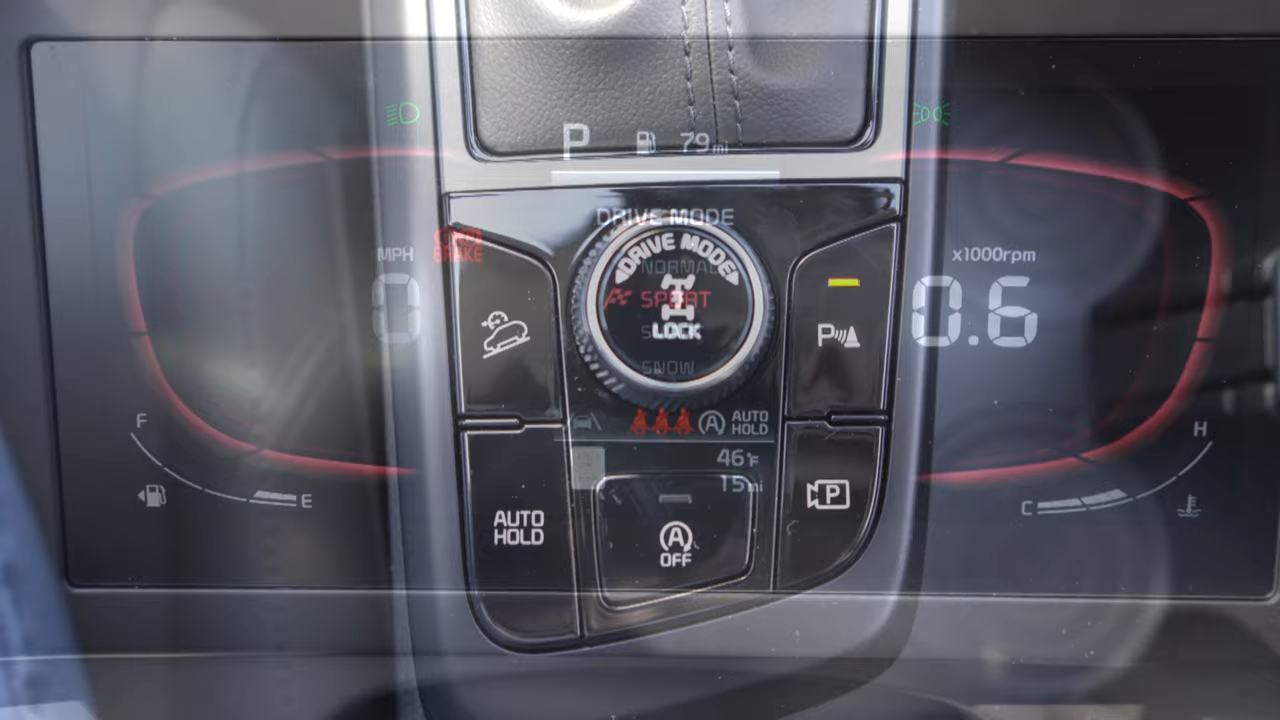 P 79mi
DRIVE MODE
DRIVE MODE
NORMAL
SPORT
LOCK
SNOW
MPH
0
BRAKE
x1000rpm
0.6
P
AUTO
HOLD
46°F
15mi
F
E
H
C
AUTO
HOLD
A
OFF
P